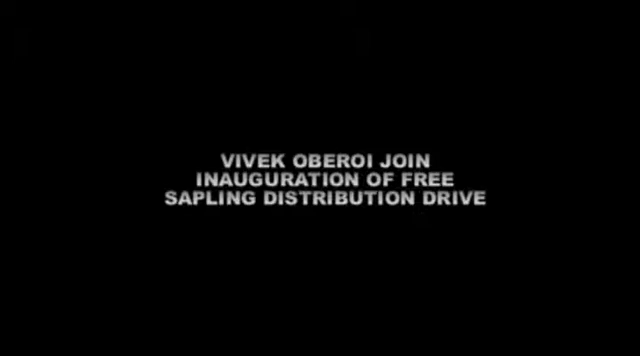 VIVEK OBEROI JOIN
INAUGURATION OF FREE
SAPLING DISTRIBUTION DRIVE